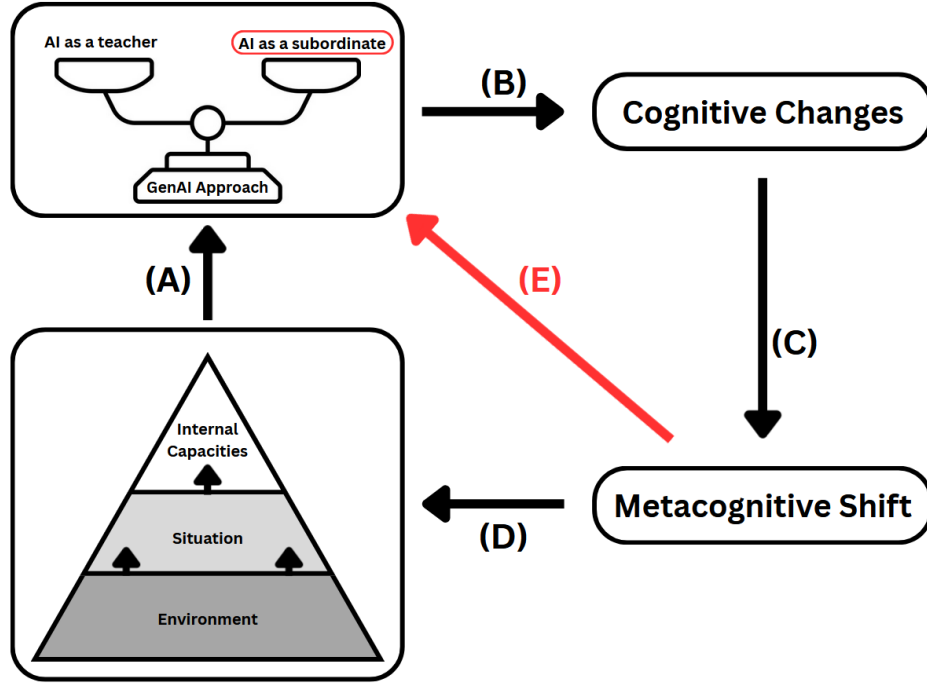 AI as a teacher
AI as a subordinate
GenAI Approach
(B)
Cognitive Changes
(A)
(E)
(C)
Internal
Capacities
Situation
Environment
(D)
Metacognitive Shift